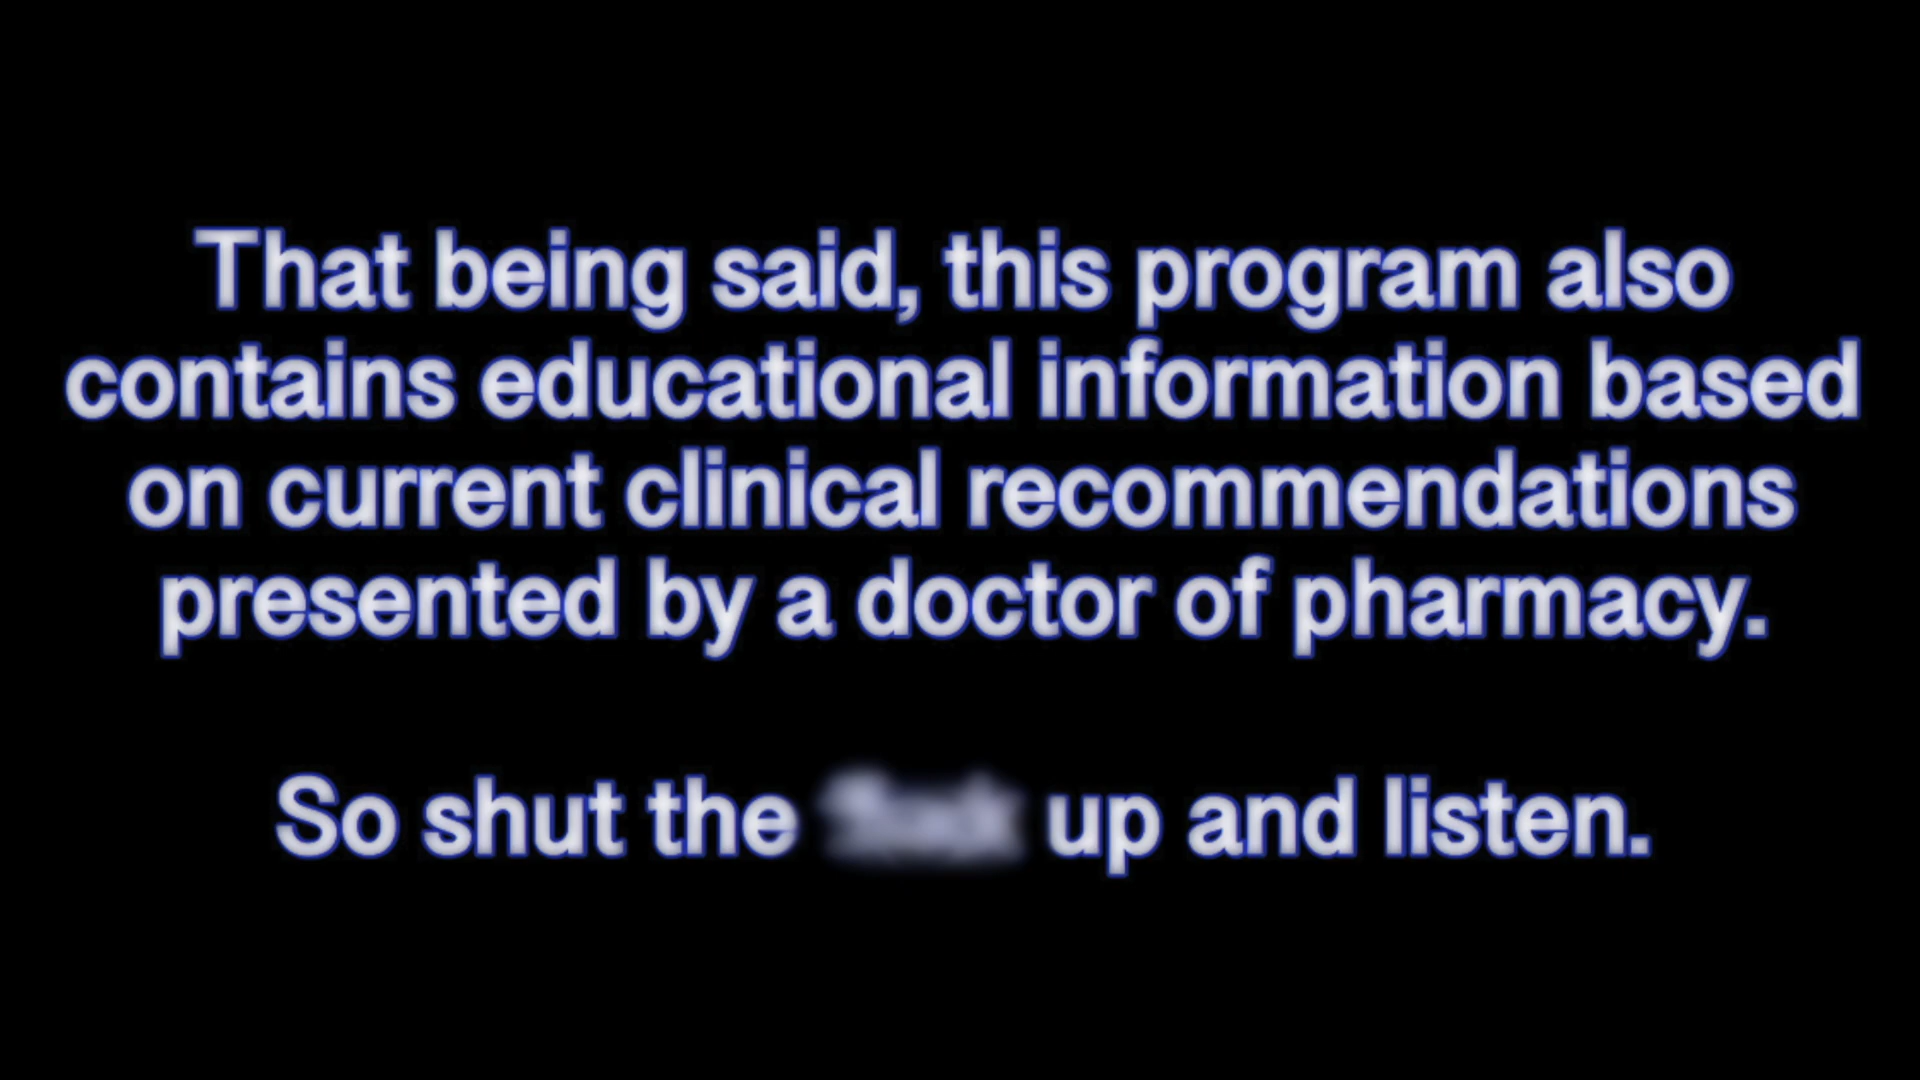 That being said, this program also
contains educational information based
on current clinical recommendations
presented by a doctor of pharmacy.
So shut the up and listen.